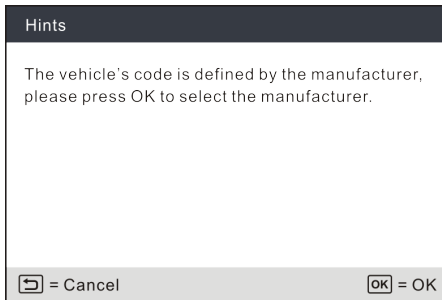 Hints
The vehicle's code is defined by the manufacturer,
please press OK to select the manufacturer.
= Cancel
OK = OK